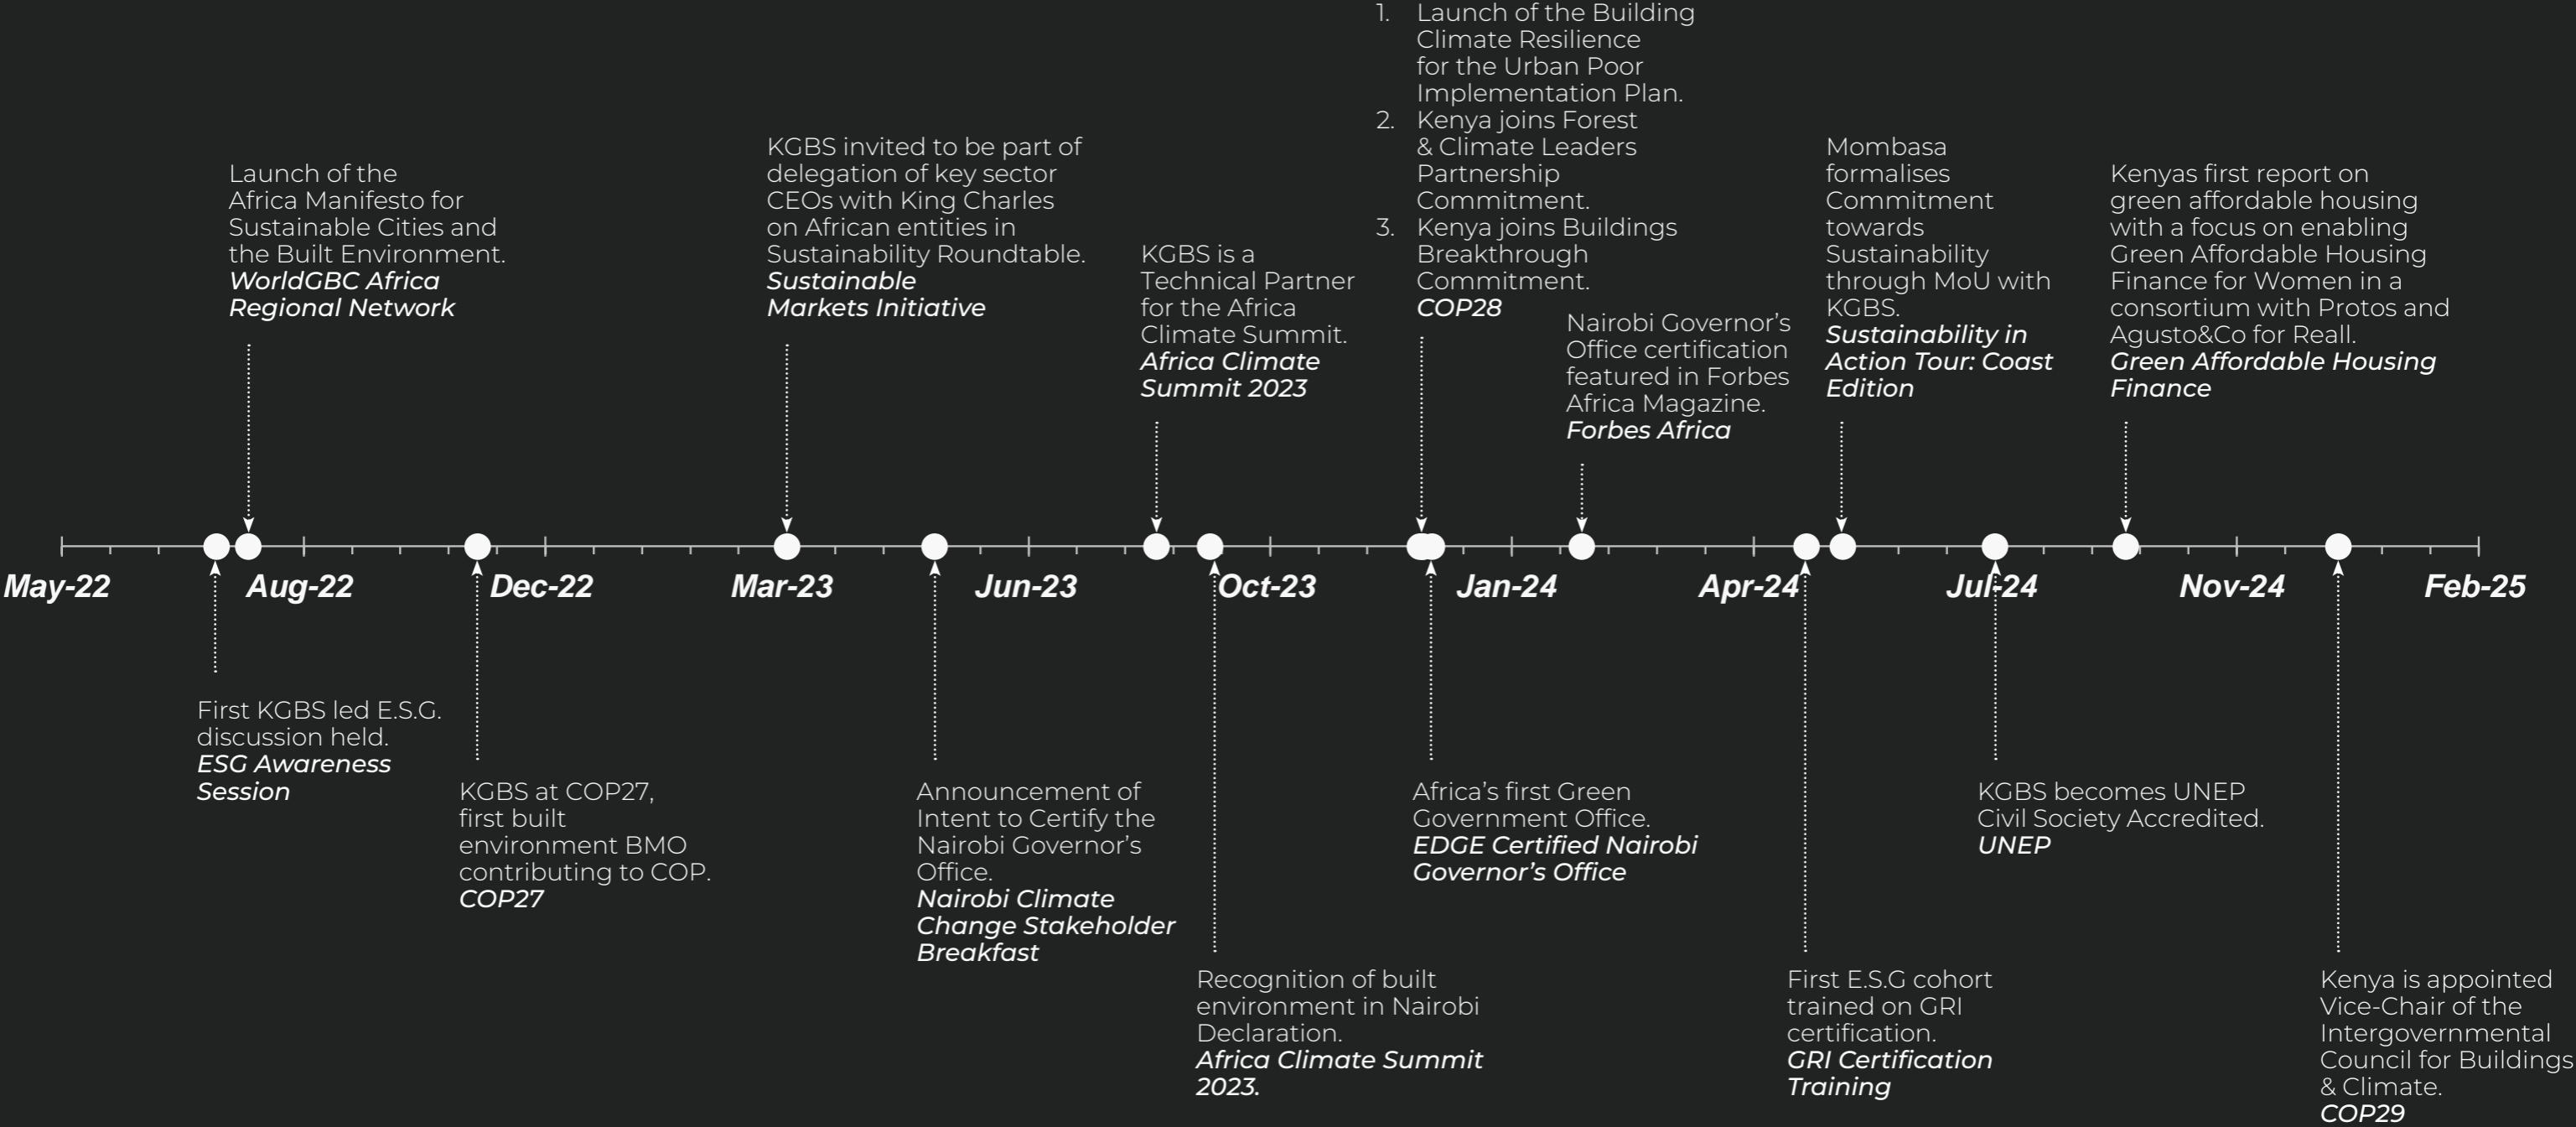 1. Launch of the Building
Climate Resilience
for the Urban Poor
Implementation Plan.
2. Kenya joins Forest
& Climate Leaders
Partnership
Commitment.
3. Kenya joins Buildings
Breakthrough
Commitment.
COP28
Launch of the
Africa Manifesto for
Sustainable Cities and
the Built Environment.
WorldGBC Africa
Regional Network
KGBS invited to be part of
delegation of key sector
CEOs with King Charles
on African entities in
Sustainability Roundtable.
Sustainable
Markets Initiative
KGBS is a
Technical Partner
for the Africa
Climate Summit.
Africa Climate
Summit 2023
Nairobi Governor’s
Office certification
featured in Forbes
Africa Magazine.
Forbes Africa
Mombasa
formalises
Commitment
towards
Sustainability
through MoU with
KGBS.
Sustainability in
Action Tour: Coast
Edition
Kenyas first report on
green affordable housing
with a focus on enabling
Green Affordable Housing
Finance for Women in a
consortium with Protos and
Agusto&Co for Reall.
Green Affordable Housing
Finance
May-22
Aug-22
Dec-22
Mar-23
Jun-23
Oct-23
Jan-24
Apr-24
Jul-24
Nov-24
Feb-25
First KGBS led E.S.G.
discussion held.
ESG Awareness
Session
KGBS at COP27,
first built
environment BMO
contributing to COP.
COP27
Announcement of
Intent to Certify the
Nairobi Governor’s
Office.
Nairobi Climate
Change Stakeholder
Breakfast
Recognition of built
environment in Nairobi
Declaration.
Africa Climate Summit
2023.
Africa’s first Green
Government Office.
EDGE Certified Nairobi
Governor’s Office
First E.S.G cohort
trained on GRI
certification.
GRI Certification
Training
KGBS becomes UNEP
Civil Society Accredited.
UNEP
Kenya is appointed
Vice-Chair of the
Intergovernmental
Council for Buildings
& Climate.
COP29